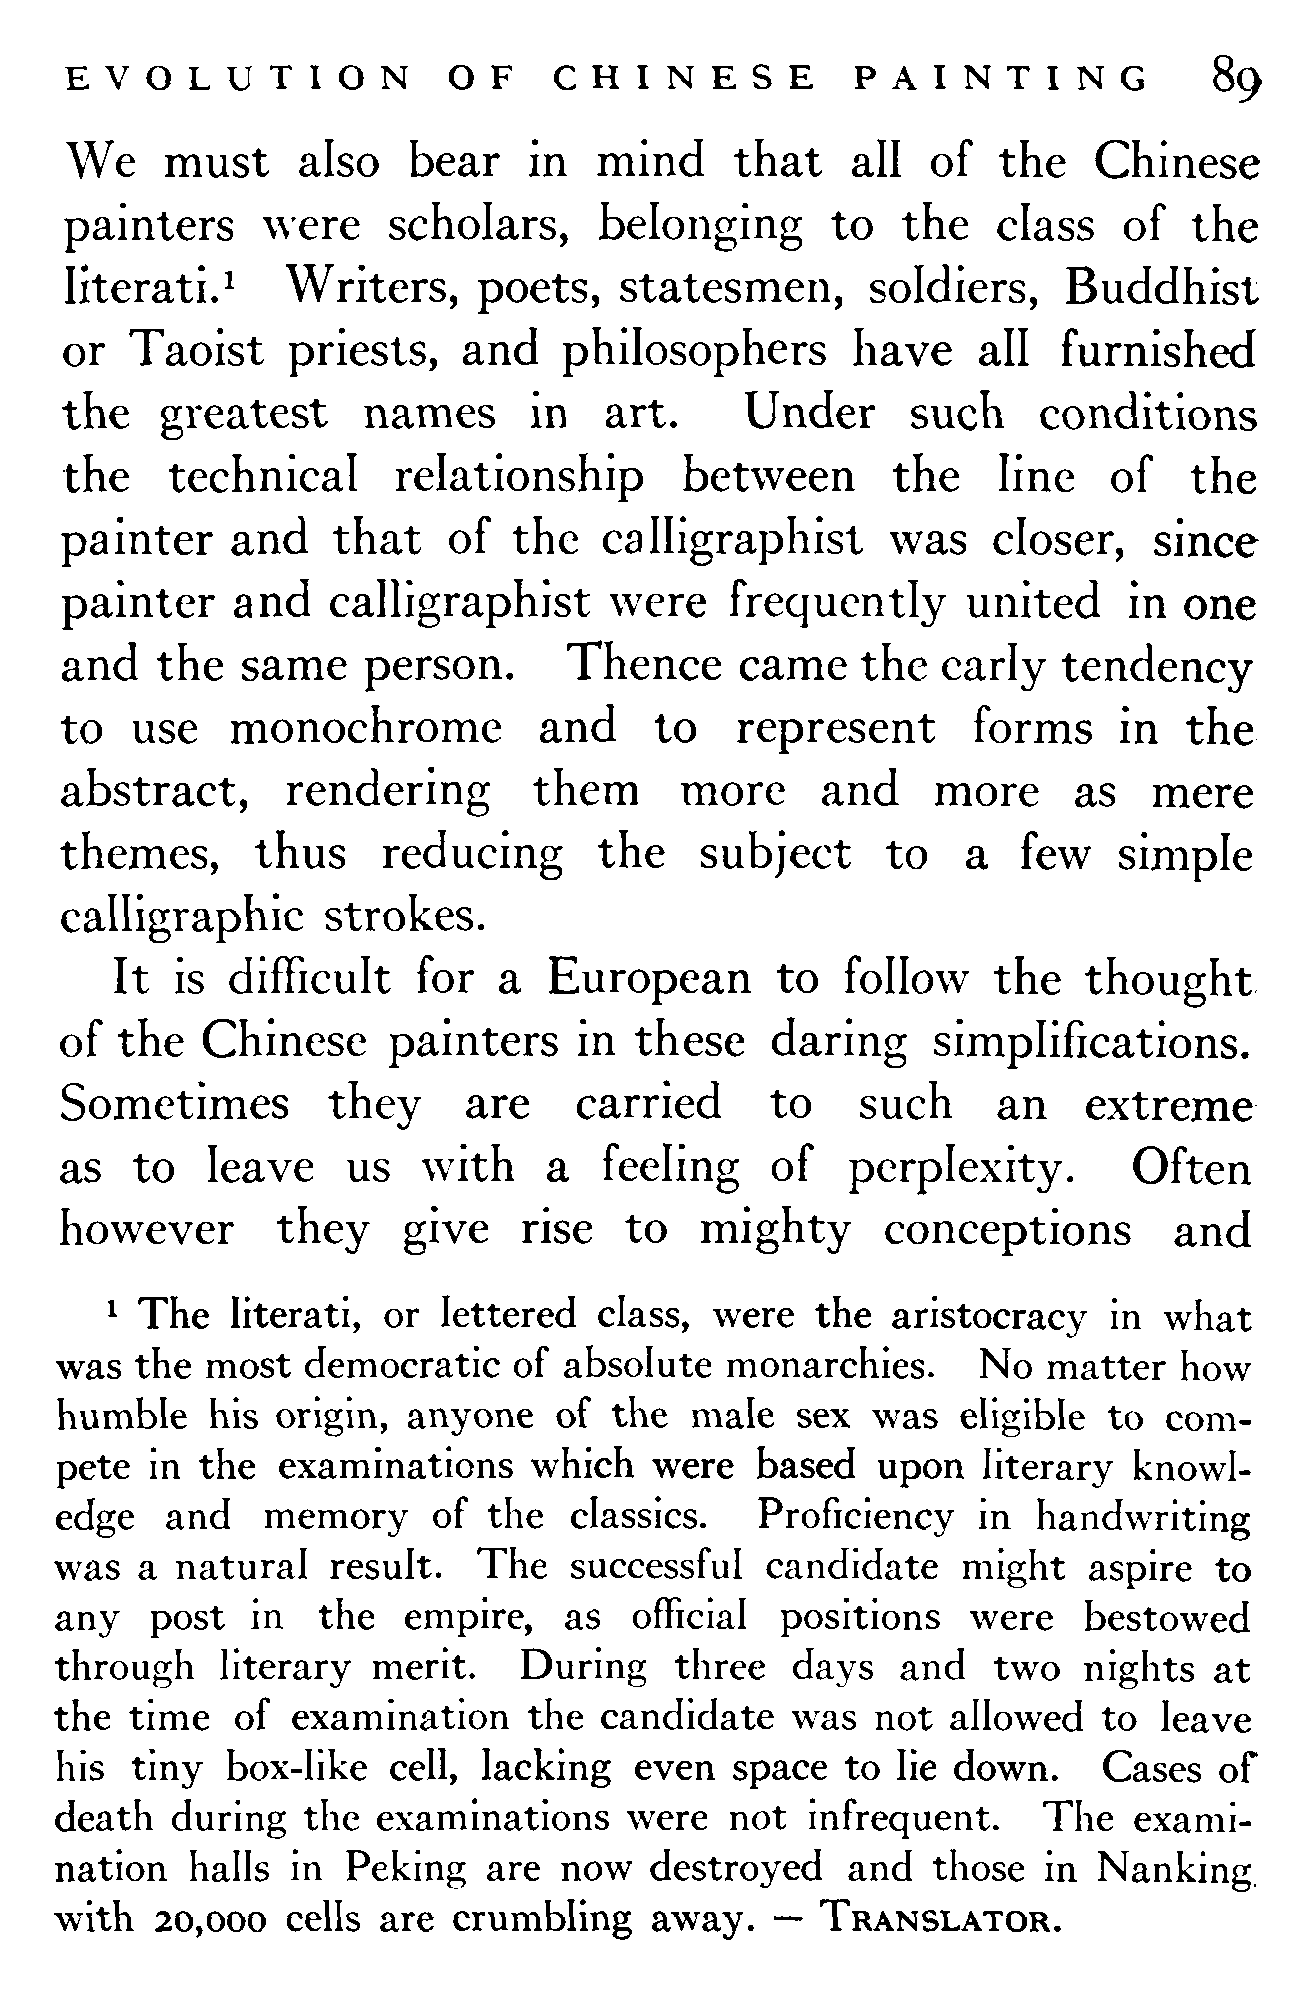 EVOLUTION OF CHINESE PAINTING 89
We must also bear in mind that all of the Chinese
painters were scholars, belonging to the class of the
literati.¹ Writers, poets, statesmen, soldiers, Buddhist
or Taoist priests, and philosophers have all furnished
the greatest names in art. Under such conditions
the technical relationship between the line of the
painter and that of the calligraphist was closer, since
painter and calligraphist were frequently united in one
and the same person. Thence came the early tendency
to use monochrome and to represent forms in the
abstract, rendering them more and more as mere
themes, thus reducing the subject to a few simple
calligraphic strokes.
It is difficult for a European to follow the thought
of the Chinese painters in these daring simplifications.
Sometimes they are carried to such an extreme
as to leave us with a feeling of perplexity. Often
however they give rise to mighty conceptions and
¹ The literati, or lettered class, were the aristocracy in what
was the most democratic of absolute monarchies. No matter how
humble his origin, anyone of the male sex was eligible to com-
pete in the examinations which were based upon literary knowl-
edge and memory of the classics. Proficiency in handwriting
was a natural result. The successful candidate might aspire to
any post in the empire, as official positions were bestowed
through literary merit. During three days and two nights at
the time of examination the candidate was not allowed to leave
his tiny box-like cell, lacking even space to lie down. Cases of
death during the examinations were not infrequent. The exami-
nation halls in Peking are now destroyed and those in Nanking
with 20,000 cells are crumbling away. — TRANSLATOR.